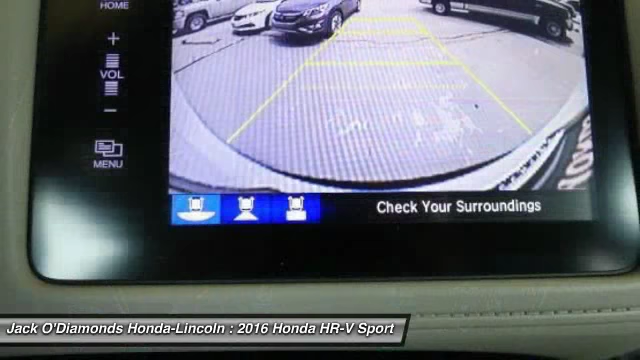 HOME
+
VOL
−
MENU
Check Your Surroundings
Jack O'Diamonds Honda-Lincoln : 2016 Honda HR-V Sport